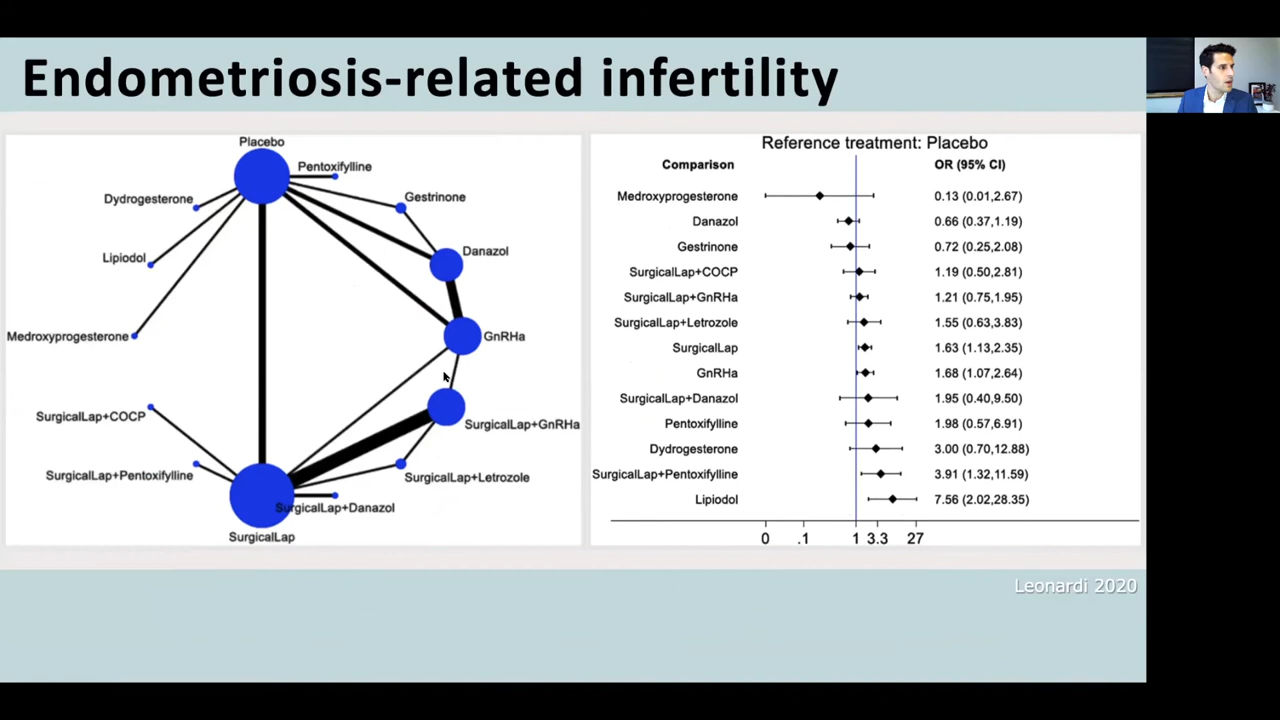 Endometriosis-related infertility
Placebo
Pentoxifylline
Dydrogesterone
Gestrinone
Lipiodol
Danazol
Medroxyprogesterone
GnRHa
SurgicalLap+COCP
SurgicalLap+GnRHa
SurgicalLap+Pentoxifylline
SurgicalLap+Letrozole
SurgicalLap+Danazol
SurgicalLap
Reference treatment: Placebo
Comparison OR (95% CI)
Medroxyprogesterone 0.13 (0.01,2.67)
Danazol 0.66 (0.37,1.19)
Gestrinone 0.72 (0.25,2.08)
SurgicalLap+COCP 1.19 (0.50,2.81)
SurgicalLap+GnRHa 1.21 (0.75,1.95)
SurgicalLap+Letrozole 1.55 (0.63,3.83)
SurgicalLap 1.63 (1.13,2.35)
GnRHa 1.68 (1.07,2.64)
SurgicalLap+Danazol 1.95 (0.40,9.50)
Pentoxifylline 1.98 (0.57,6.91)
Dydrogesterone 3.00 (0.70,12.88)
SurgicalLap+Pentoxifylline 3.91 (1.32,11.59)
Lipiodol 7.56 (2.02,28.35)
0 .1 1 3.3 27
Leonardi 2020